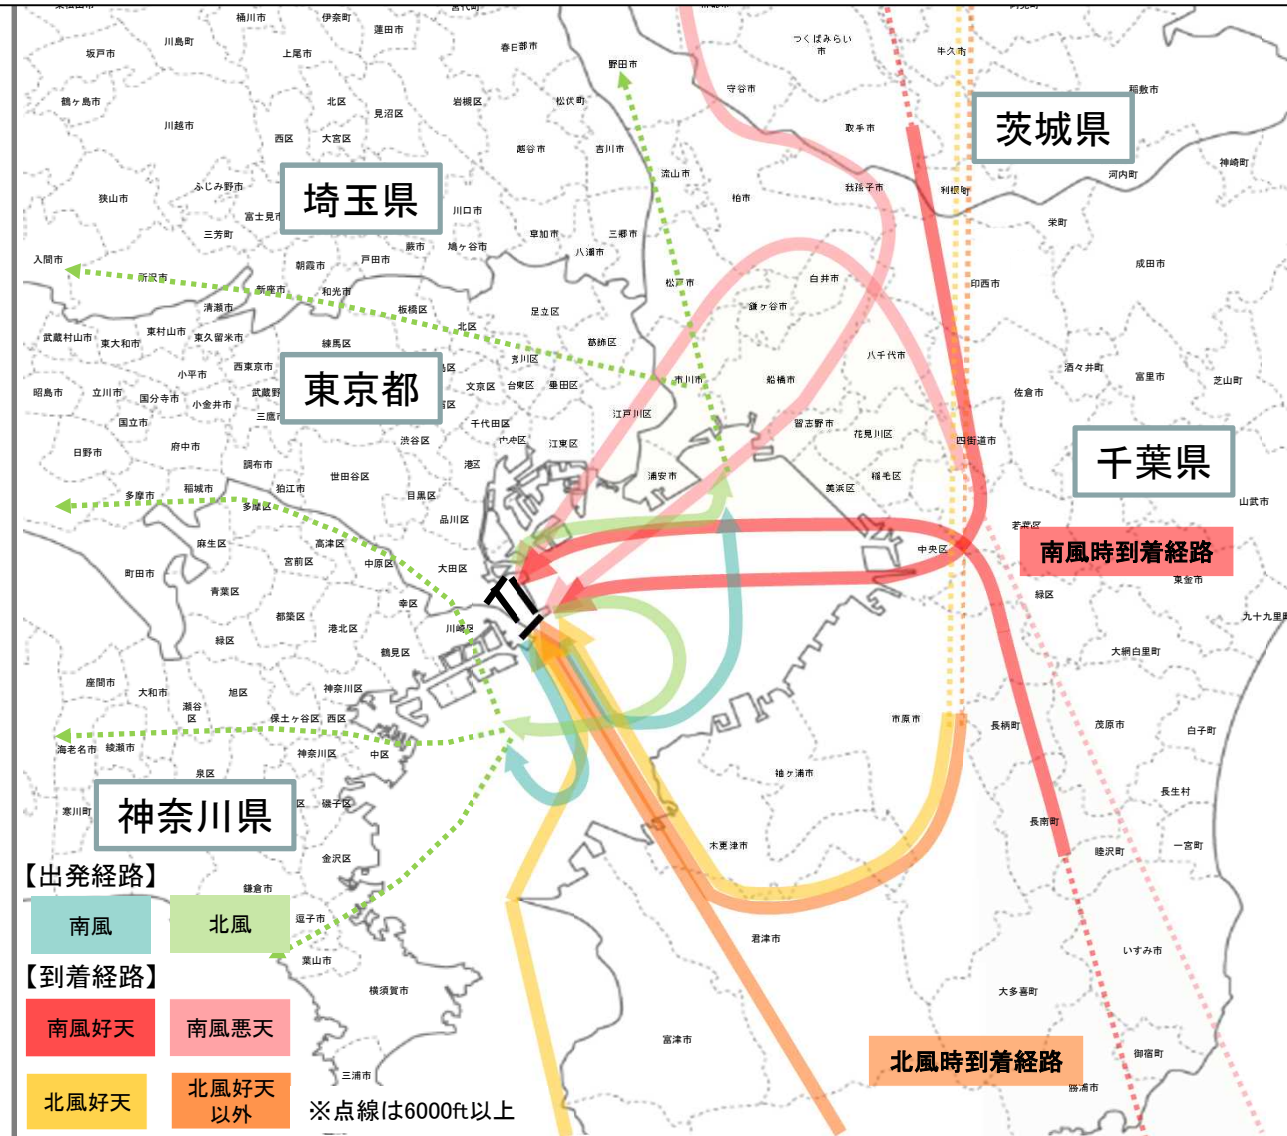 桶川市
伊奈町
蓮田市
川島町
坂戸市
上尾市
春日部市
野田市
つくばみらい市
牛久市
鶴ヶ島市
北区
見沼区
岩槻区
松伏町
守谷市
稲敷市
茨城県
川越市
西区
大宮区
越谷市
吉川市
取手市
神崎町
河内町
流山市
柏市
我孫子市
利根町
ふじみ野市
狭山市
埼玉県
富士見市
三芳町
川口市
草加市
三郷市
栄町
蕨市
鳩ヶ谷市
八潮市
入間市
所沢市
朝霞市
戸田市
成田市
新座市
和光市
松戸市
白井市
印西市
清瀬市
板橋区
足立区
鎌ヶ谷市
武蔵村山市
東大和市
東村山市
東久留米市
練馬区
北区
葛飾区
八千代市
小平市
西東京市
東京都
荒川区
酒々井町
富里市
芝山町
昭島市
立川市
国分寺市
小金井市
文京区
台東区
墨田区
市川市
船橋市
佐倉市
国立市
千代田区
江戸川区
習志野市
花見川区
四街道市
日野市
府中市
渋谷区
中央区
江東区
調布市
世田谷区
港区
浦安市
美浜区
稲毛区
千葉県
多摩市
稲城市
狛江市
多摩区
目黒区
山武市
品川区
若葉区
南風時到着経路
麻生区
高津区
宮前区
中原区
大田区
中央区
町田市
青葉区
幸区
緑区
東金市
都筑区
港北区
川崎区
九十九里町
緑区
鶴見区
大網白里町
座間市
大和市
瀬谷区
旭区
神奈川区
保土ヶ谷区
西区
市原市
長柄町
茂原市
白子町
海老名市
綾瀬市
神奈川区
中区
泉区
袖ヶ浦市
長生村
寒川町
神奈川県
磯子区
長南町
木更津市
睦沢町
一宮町
金沢区
【出発経路】
鎌倉市
南風
北風
逗子市
君津市
いすみ市
葉山市
【到着経路】
横須賀市
大多喜町
南風好天
南風悪天
富津市
北風時到着経路
御宿町
三浦市
勝浦市
北風好天
北風好天
以外
※点線は6000ft以上